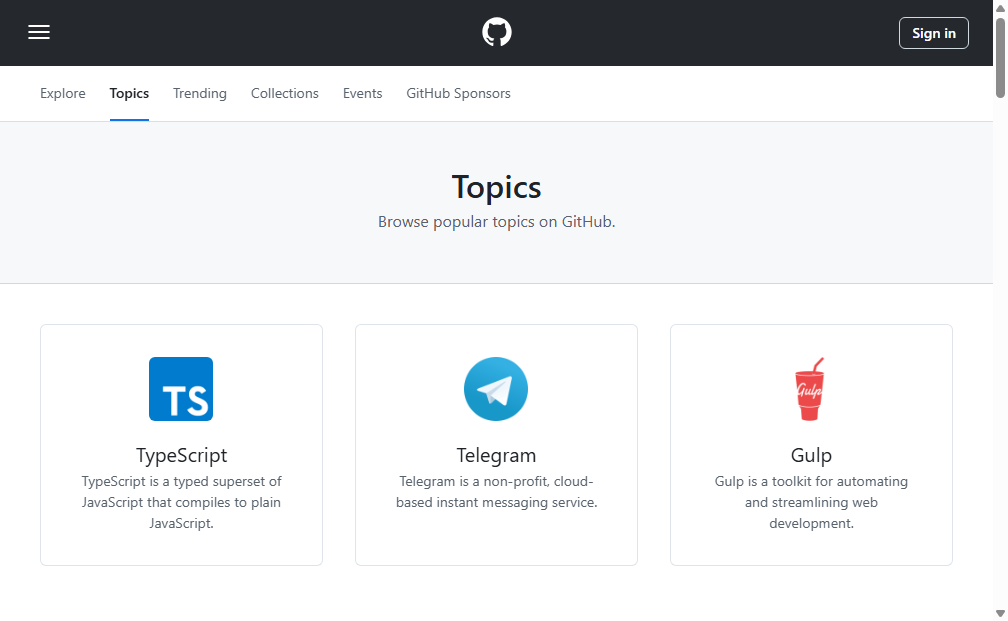 Sign in
Explore Topics Trending Collections Events GitHub Sponsors
Topics
Browse popular topics on GitHub.
TS
TypeScript
TypeScript is a typed superset of
JavaScript that compiles to plain
JavaScript.
Telegram
Telegram is a non-profit, cloud-
based instant messaging service.
Gulp
Gulp
Gulp is a toolkit for automating
and streamlining web
development.